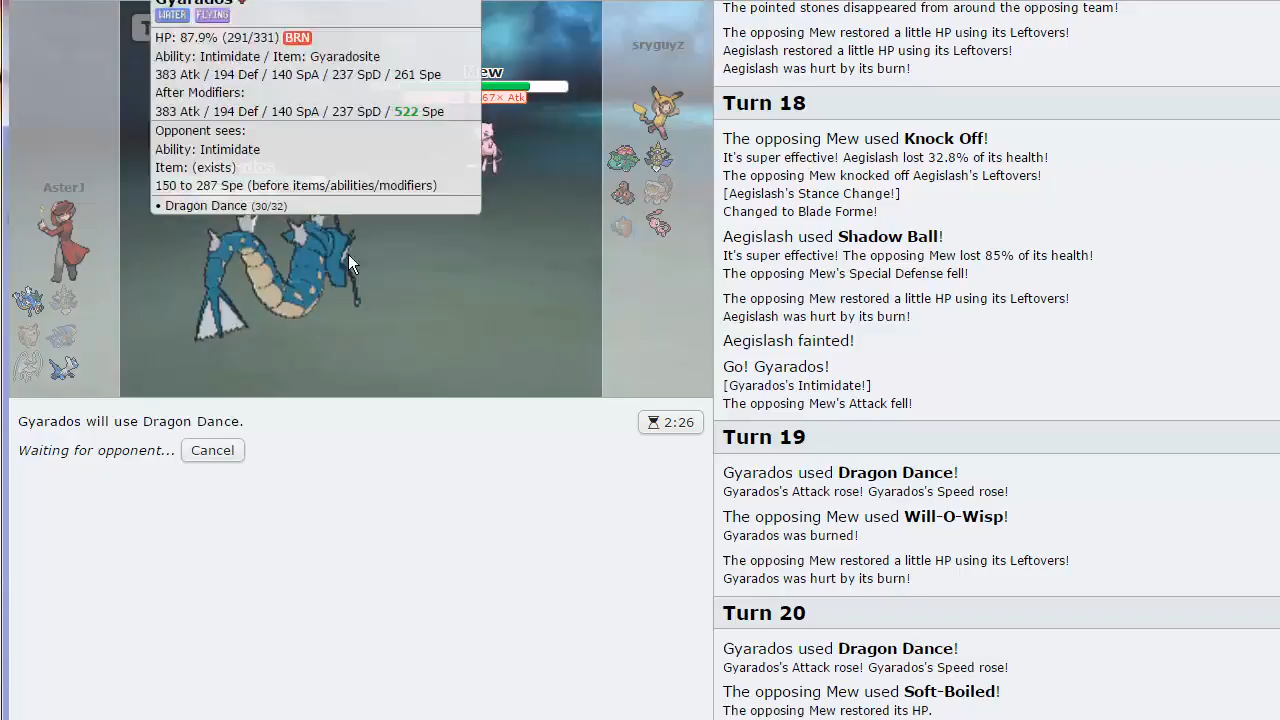 Gyarados
WATER FLYING
HP: 87.9% (291/331) BRN
Ability: Intimidate / Item: Gyaradosite
383 Atk / 194 Def / 140 SpA / 237 SpD / 261 Spe
After Modifiers:
383 Atk / 194 Def / 140 SpA / 237 SpD / 522 Spe
Opponent sees:
Ability: Intimidate
Item: (exists)
150 to 287 Spe (before items/abilities/modifiers)
• Dragon Dance (30/32)
Mew
67× Atk
sryguyz
AsterJ
Gyarados will use Dragon Dance.
2:26
Waiting for opponent... Cancel
The pointed stones disappeared from around the opposing team!
The opposing Mew restored a little HP using its Leftovers!
Aegislash restored a little HP using its Leftovers!
Aegislash was hurt by its burn!
Turn 18
The opposing Mew used Knock Off!
It's super effective! Aegislash lost 32.8% of its health!
The opposing Mew knocked off Aegislash's Leftovers!
[Aegislash's Stance Change!]
Changed to Blade Forme!
Aegislash used Shadow Ball!
It's super effective! The opposing Mew lost 85% of its health!
The opposing Mew's Special Defense fell!
The opposing Mew restored a little HP using its Leftovers!
Aegislash was hurt by its burn!
Aegislash fainted!
Go! Gyarados!
[Gyarados's Intimidate!]
The opposing Mew's Attack fell!
Turn 19
Gyarados used Dragon Dance!
Gyarados's Attack rose! Gyarados's Speed rose!
The opposing Mew used Will-O-Wisp!
Gyarados was burned!
The opposing Mew restored a little HP using its Leftovers!
Gyarados was hurt by its burn!
Turn 20
Gyarados used Dragon Dance!
Gyarados's Attack rose! Gyarados's Speed rose!
The opposing Mew used Soft-Boiled!
The opposing Mew restored its HP.